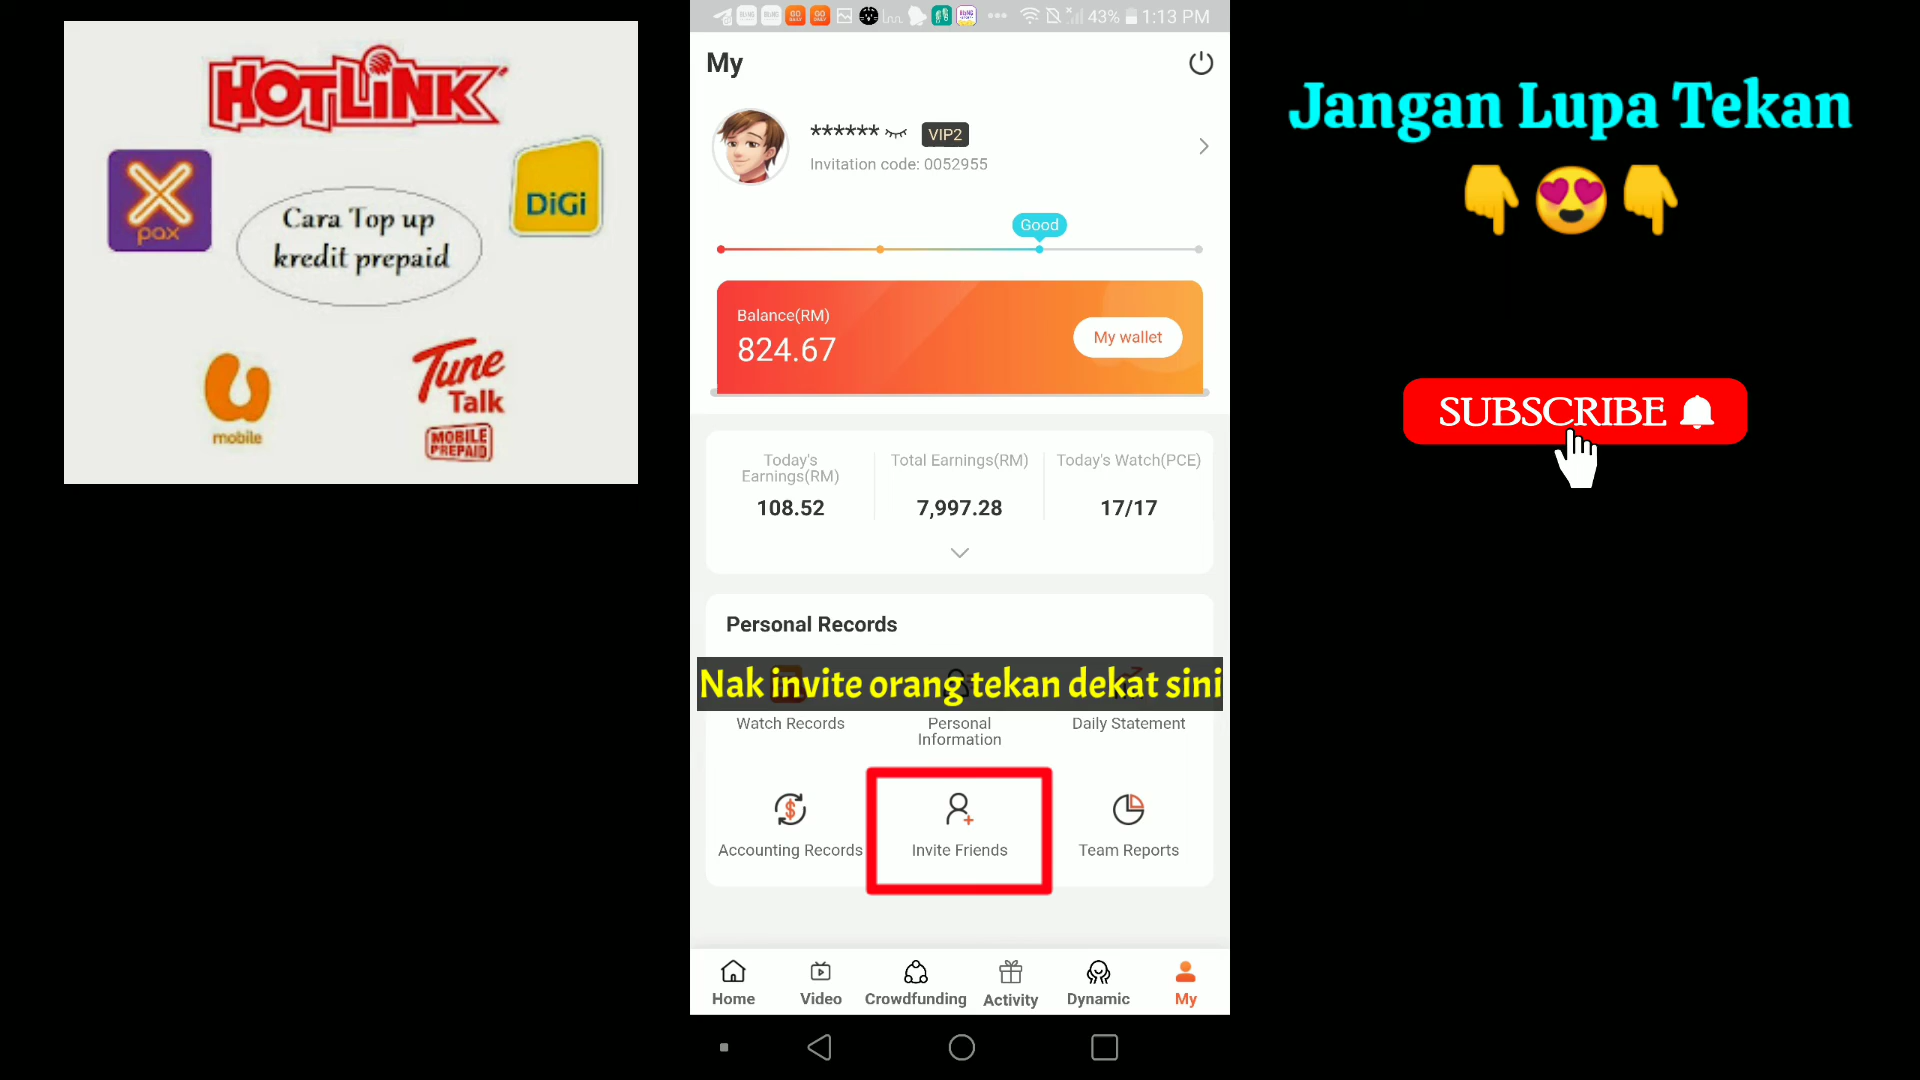 HOTLiNK
pax
Cara Top up
kredit prepaid
DiGi
mobile
Tune
Talk
MOBILE
PREPAID
43% 1:13 PM
My
****** VIP2
Invitation code: 0052955
Good
Balance(RM)
824.67
My wallet
Today's
Earnings(RM)
108.52
Total Earnings(RM)
7,997.28
Today's Watch(PCE)
17/17
Personal Records
Nak invite orang tekan dekat sini
Watch Records
Personal
Information
Daily Statement
Accounting Records
Invite Friends
Team Reports
Home
Video
Crowdfunding
Activity
Dynamic
My
Jangan Lupa Tekan
SUBSCRIBE